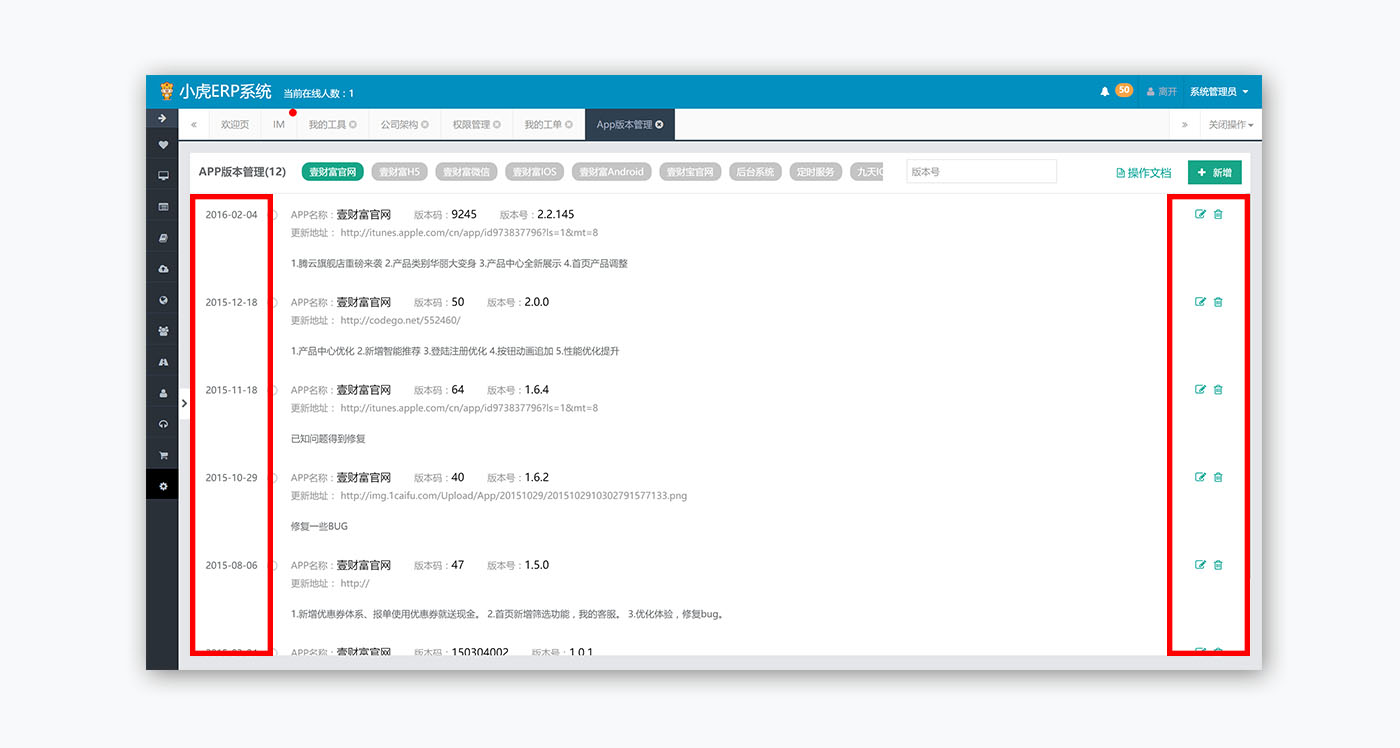 小虎ERP系统 当前在线人数：1 50 离开 系统管理员
欢迎页 IM 我的工具 公司架构 权限管理 我的工单 App版本管理 关闭操作
APP版本管理(12) 壹财富官网 壹财富H5 壹财富微信 壹财富IOS 壹财富Android 壹财宝官网 后台系统 定时服务 九天IO 版本号 操作文档 新增
2016-02-04 APP名称：壹财富官网 版本码：9245 版本号：2.2.145
更新地址： http://itunes.apple.com/cn/app/id973837796?ls=1&mt=8
1.腾云旗舰店重磅来袭 2.产品类别华丽大变身 3.产品中心全新展示 4.首页产品调整
2015-12-18 APP名称：壹财富官网 版本码：50 版本号：2.0.0
更新地址： http://codego.net/552460/
1.产品中心优化 2.新增智能推荐 3.登陆注册优化 4.按钮动画追加 5.性能优化提升
2015-11-18 APP名称：壹财富官网 版本码：64 版本号：1.6.4
更新地址： http://itunes.apple.com/cn/app/id973837796?ls=1&mt=8
已知问题得到修复
2015-10-29 APP名称：壹财富官网 版本码：40 版本号：1.6.2
更新地址： http://img.1caifu.com/Upload/App/20151029/2015102910302791577133.png
修复一些BUG
2015-08-06 APP名称：壹财富官网 版本码：47 版本号：1.5.0
更新地址： http://
1.新增优惠券体系、报单使用优惠券就送现金。 2.首页新增筛选功能，我的客服。 3.优化体验，修复bug。
APP名称：壹财富官网 版本码：150304002 版本号：1.0.1